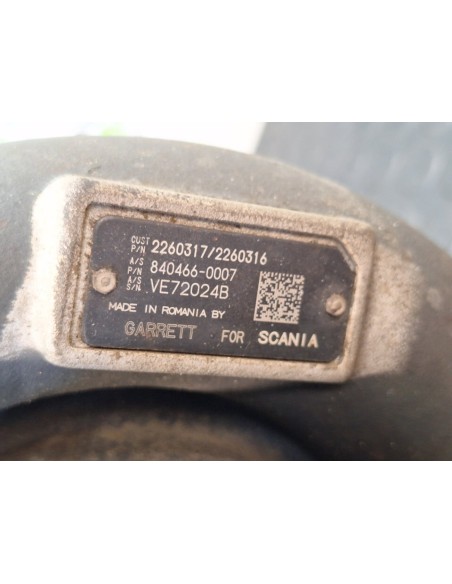 CUST P/N 2260317/2260316
A/S P/N 840466-0007
A/S S/N VE72024B
MADE IN ROMANIA BY
GARRETT FOR SCANIA